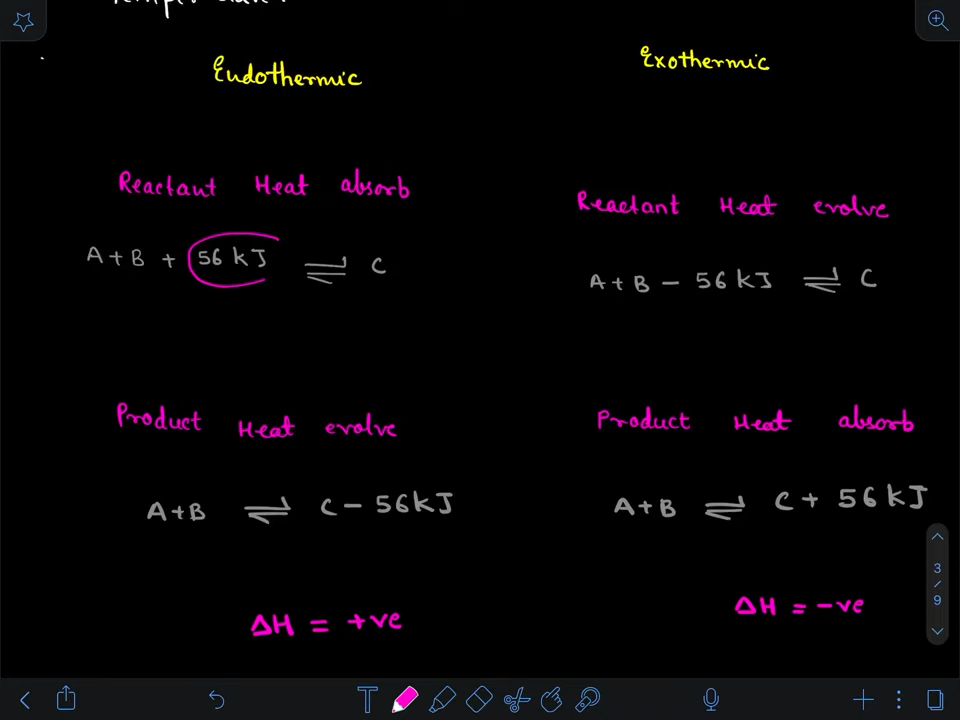 Endothermic
Exothermic
Reactant Heat absorb
Reactant Heat evolve
A + B + 56 kJ ⇌ C
A + B - 56 kJ ⇌ C
Product Heat evolve
Product Heat absorb
A + B ⇌ C - 56 kJ
A + B ⇌ C + 56 kJ
ΔH = +ve
ΔH = -ve
3
/
9
T